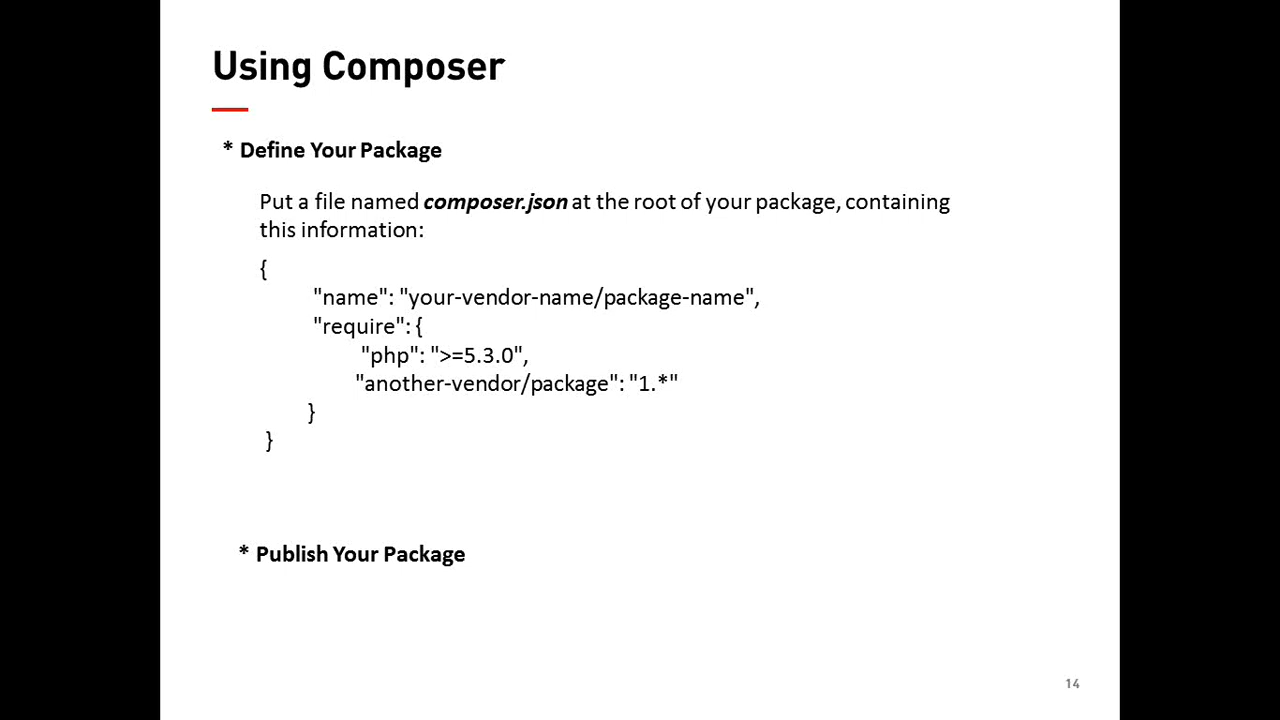 Using Composer
* Define Your Package
Put a file named composer.json at the root of your package, containing
this information:
{
"name": "your-vendor-name/package-name",
"require": {
"php": ">=5.3.0",
"another-vendor/package": "1.*"
}
}
* Publish Your Package
14